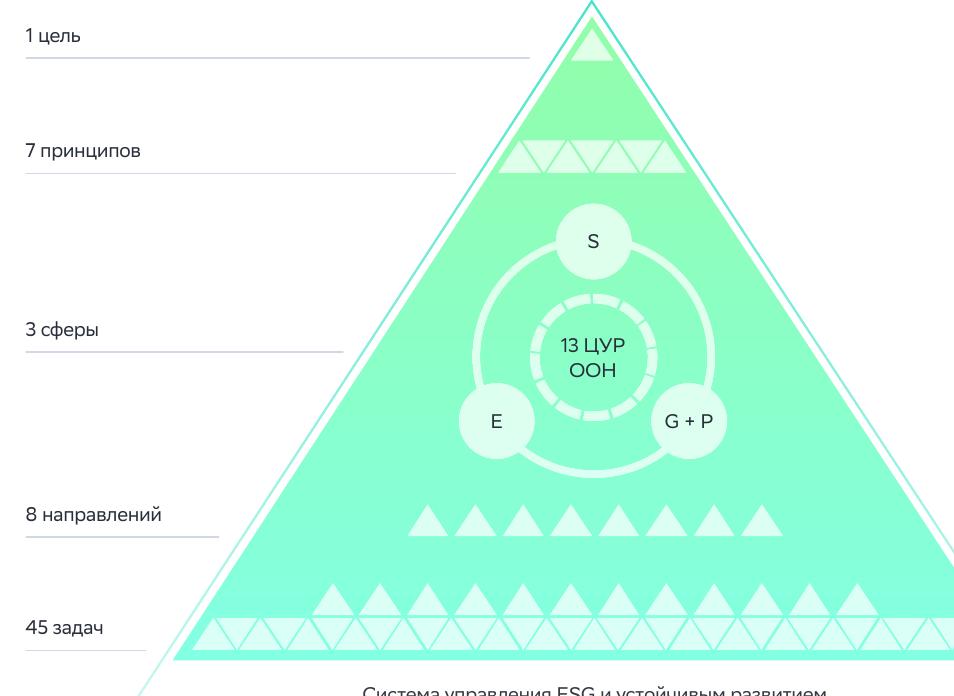 1 цель
7 принципов
S
3 сферы
13 ЦУР
ООН
E
G + P
8 направлений
45 задач
Система управления ESG и устойчивым развитием